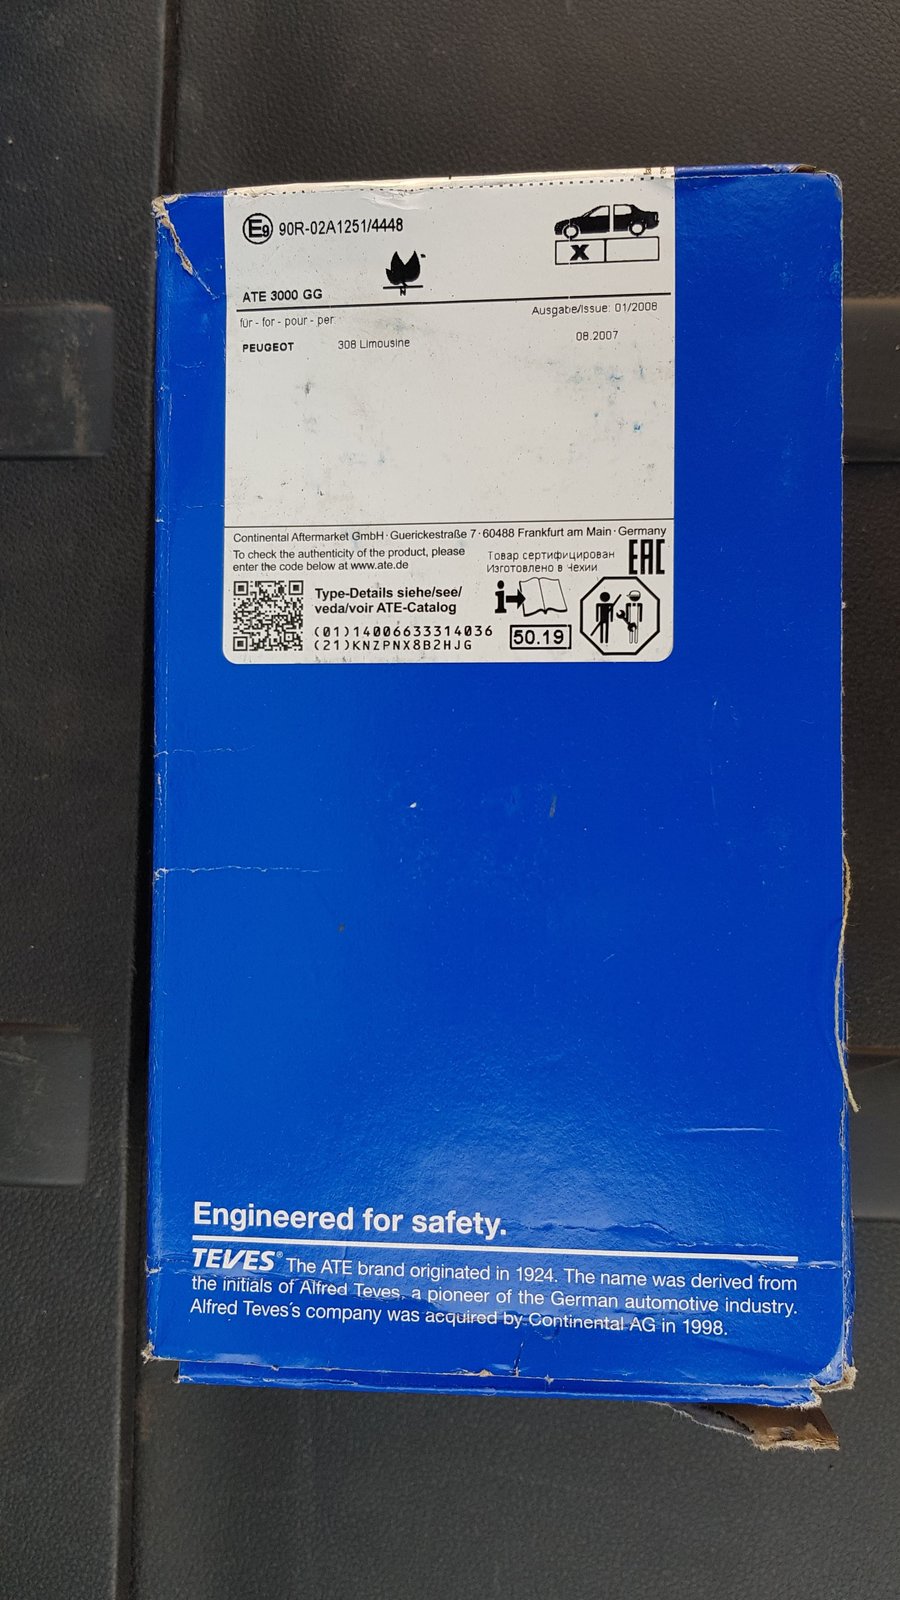 E9 90R-02A1251/4448
X
N
ATE 3000 GG
für - for - pour - per:
Ausgabe/Issue: 01/2008
PEUGEOT 308 Limousine 08.2007
Continental Aftermarket GmbH · Guerickestraße 7 · 60488 Frankfurt am Main · Germany
To check the authenticity of the product, please
enter the code below at www.ate.de
Товар сертифицирован
Изготовлено в Чехии
EAC
Type-Details siehe/see/
veda/voir ATE-Catalog
i
(01)14006633314036
(21)KNZPNX8B2HJG
50.19
Engineered for safety.
TEVES® The ATE brand originated in 1924. The name was derived from
the initials of Alfred Teves, a pioneer of the German automotive industry.
Alfred Teves's company was acquired by Continental AG in 1998.